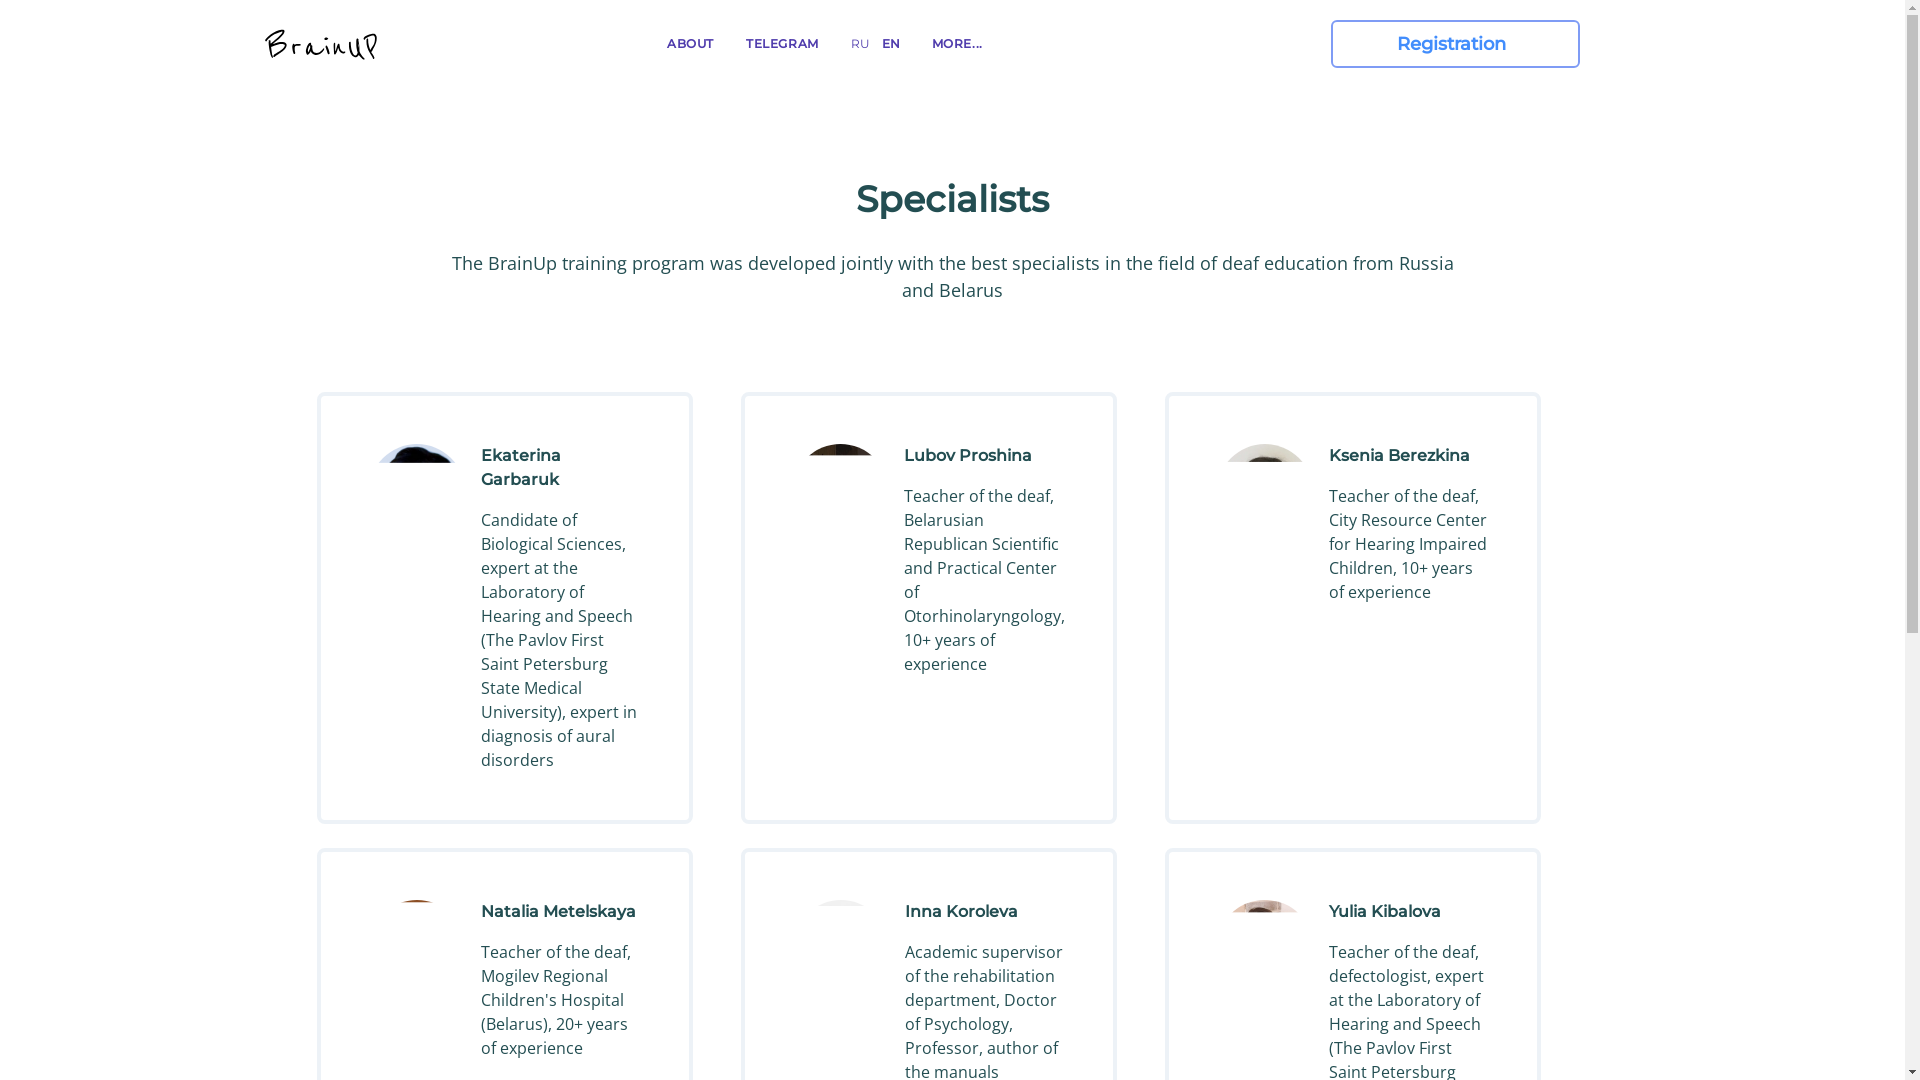 BrainUP
ABOUT
TELEGRAM
RU
EN
MORE...
Registration
Specialists
The BrainUp training program was developed jointly with the best specialists in the field of deaf education from Russia
and Belarus
Ekaterina
Garbaruk
Candidate of
Biological Sciences,
expert at the
Laboratory of
Hearing and Speech
(The Pavlov First
Saint Petersburg
State Medical
University), expert in
diagnosis of aural
disorders
Lubov Proshina
Teacher of the deaf,
Belarusian
Republican Scientific
and Practical Center
of
Otorhinolaryngology,
10+ years of
experience
Ksenia Berezkina
Teacher of the deaf,
City Resource Center
for Hearing Impaired
Children, 10+ years
of experience
Natalia Metelskaya
Teacher of the deaf,
Mogilev Regional
Children's Hospital
(Belarus), 20+ years
of experience
Inna Koroleva
Academic supervisor
of the rehabilitation
department, Doctor
of Psychology,
Professor, author of
the manuals
Yulia Kibalova
Teacher of the deaf,
defectologist, expert
at the Laboratory of
Hearing and Speech
(The Pavlov First
Saint Petersburg